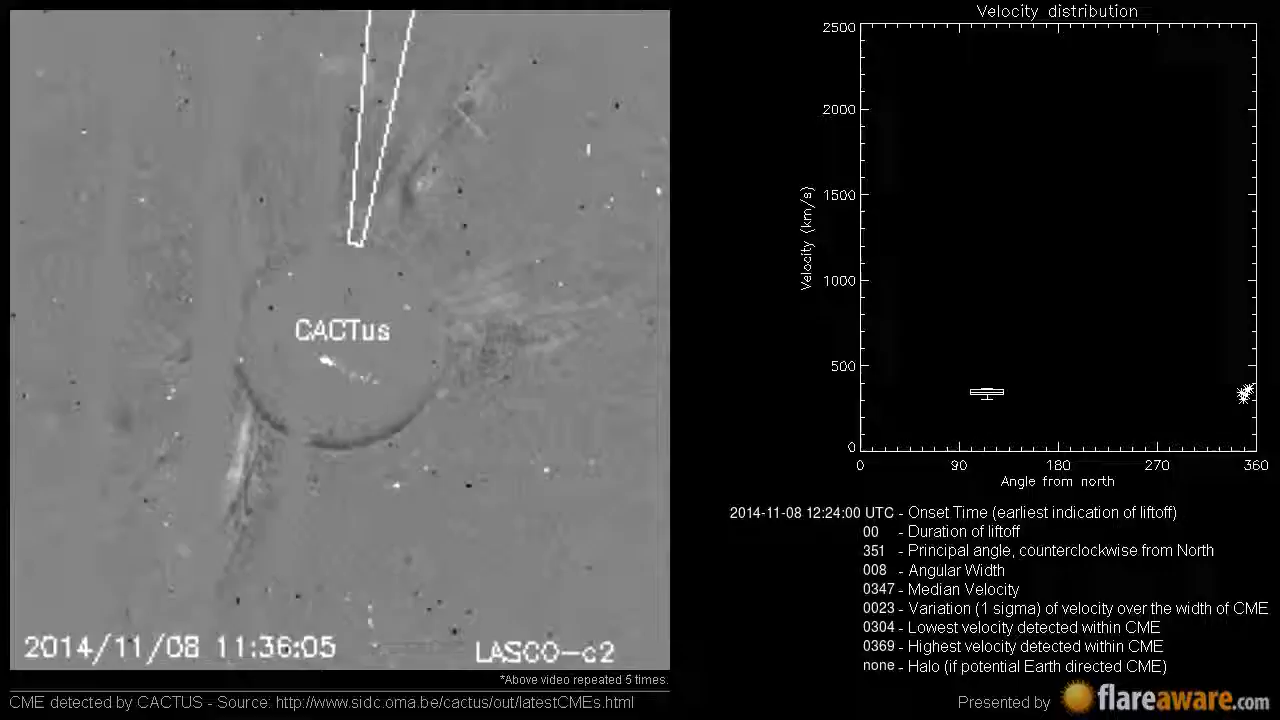 CACTus
2014/11/08 11:36:05
LASCO-c2
*Above video repeated 5 times.
CME detected by CACTUS - Source: http://www.sidc.oma.be/cactus/out/latestCMEs.html
Velocity distribution
2500
2000
1500
1000
500
0
Velocity (km/s)
0 90 180 270 360
Angle from north
2014-11-08 12:24:00 UTC - Onset Time (earliest indication of liftoff)
00 - Duration of liftoff
351 - Principal angle, counterclockwise from North
008 - Angular Width
0347 - Median Velocity
0023 - Variation (1 sigma) of velocity over the width of CME
0304 - Lowest velocity detected within CME
0369 - Highest velocity detected within CME
none - Halo (if potential Earth directed CME)
Presented by flareaware.com